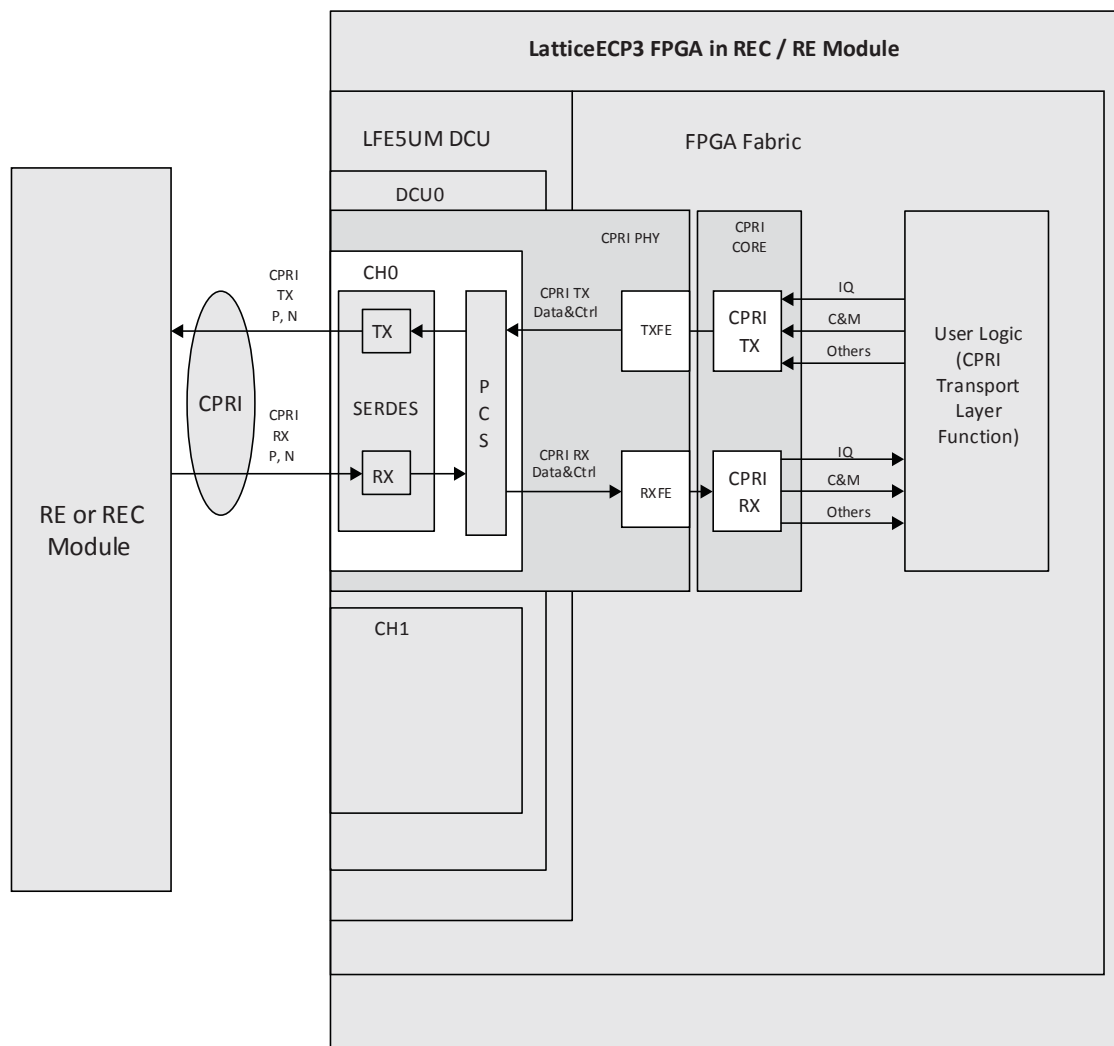 LatticeECP3 FPGA in REC / RE Module
LFE5UM DCU
FPGA Fabric
DCU0
CPRI PHY
CPRI
CORE
CH0
CPRI
TX
P, N
CPRI TX
Data&Ctrl
TX
TXFE
CPRI
TX
IQ
C&M
Others
User Logic
(CPRI
Transport
Layer
Function)
CPRI
SERDES
P
C
S
CPRI
RX
P, N
CPRI RX
Data&Ctrl
RX
RXFE
CPRI
RX
IQ
C&M
Others
RE or REC
Module
CH1